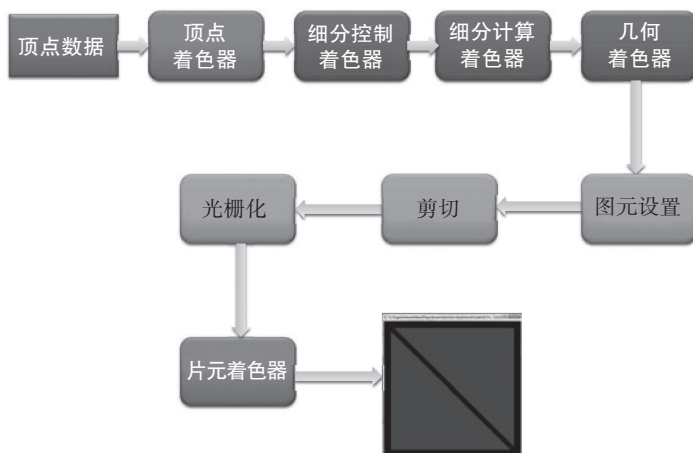 顶点数据
顶点
着色器
细分控制
着色器
细分计算
着色器
几何
着色器
图元设置
剪切
光栅化
片元着色器